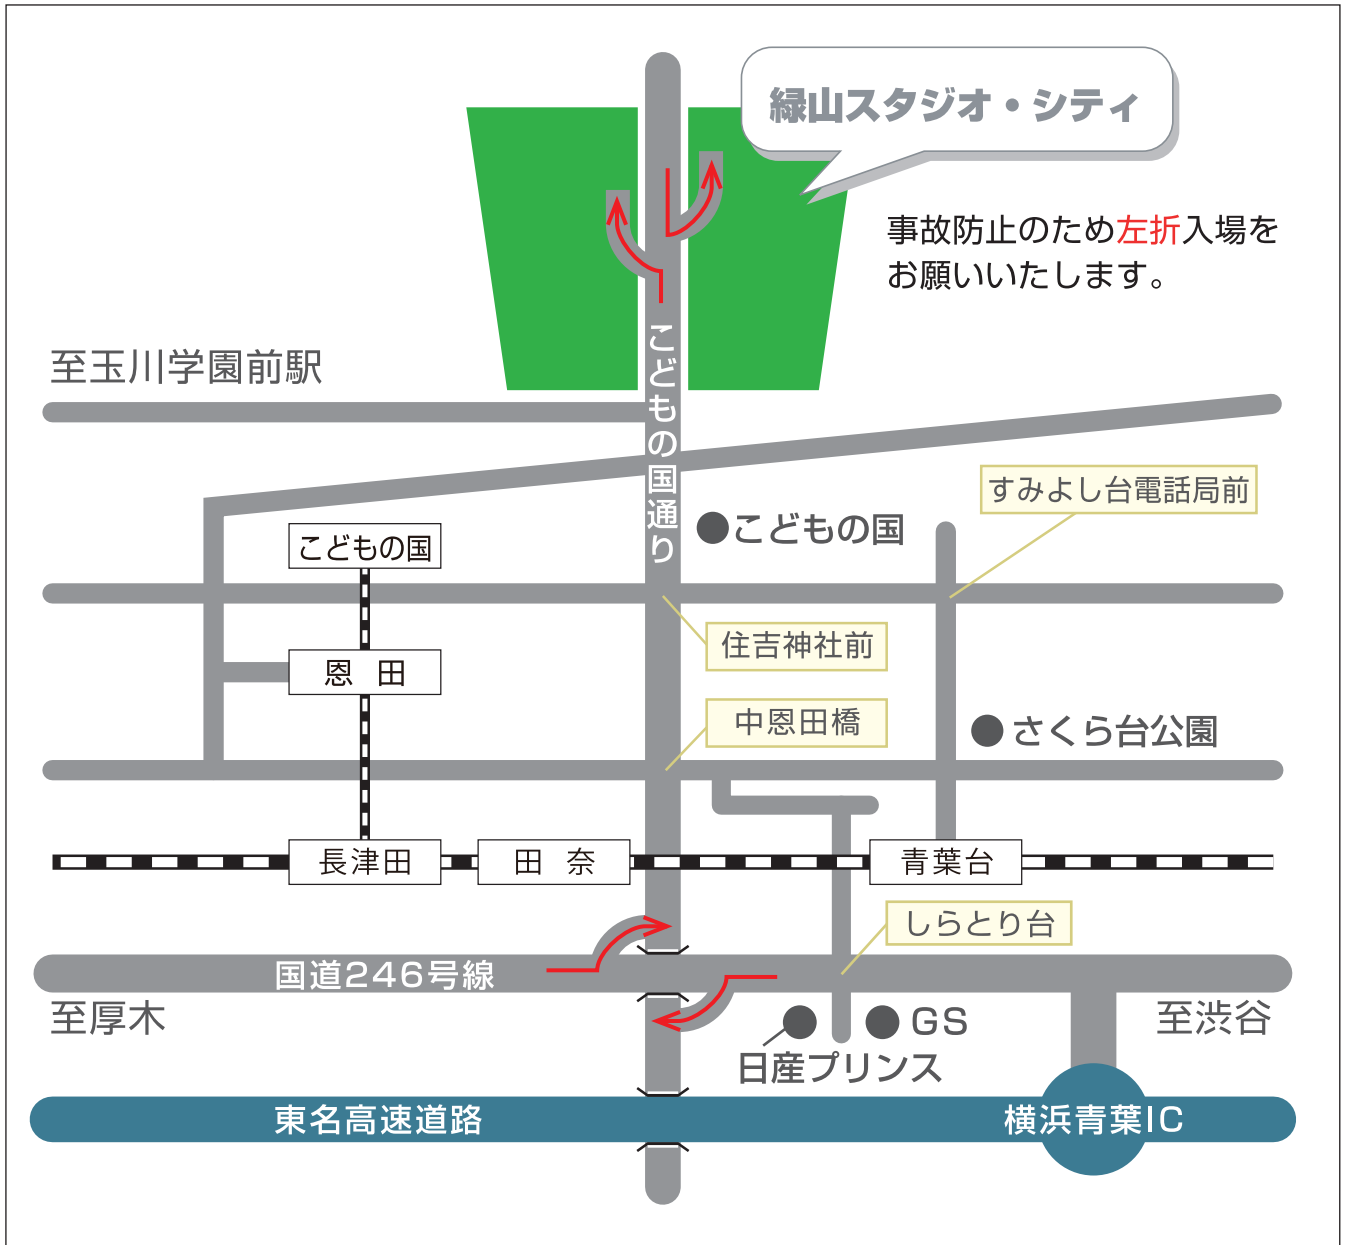 緑山スタジオ・シティ
事故防止のため左折入場を
お願いいたします。
至玉川学園前駅
こどもの国通り
すみよし台電話局前
こどもの国
こどもの国
住吉神社前
恩 田
中恩田橋
さくら台公園
長津田
田 奈
青葉台
しらとり台
国道246号線
至厚木
至渋谷
GS
日産プリンス
東名高速道路
横浜青葉IC